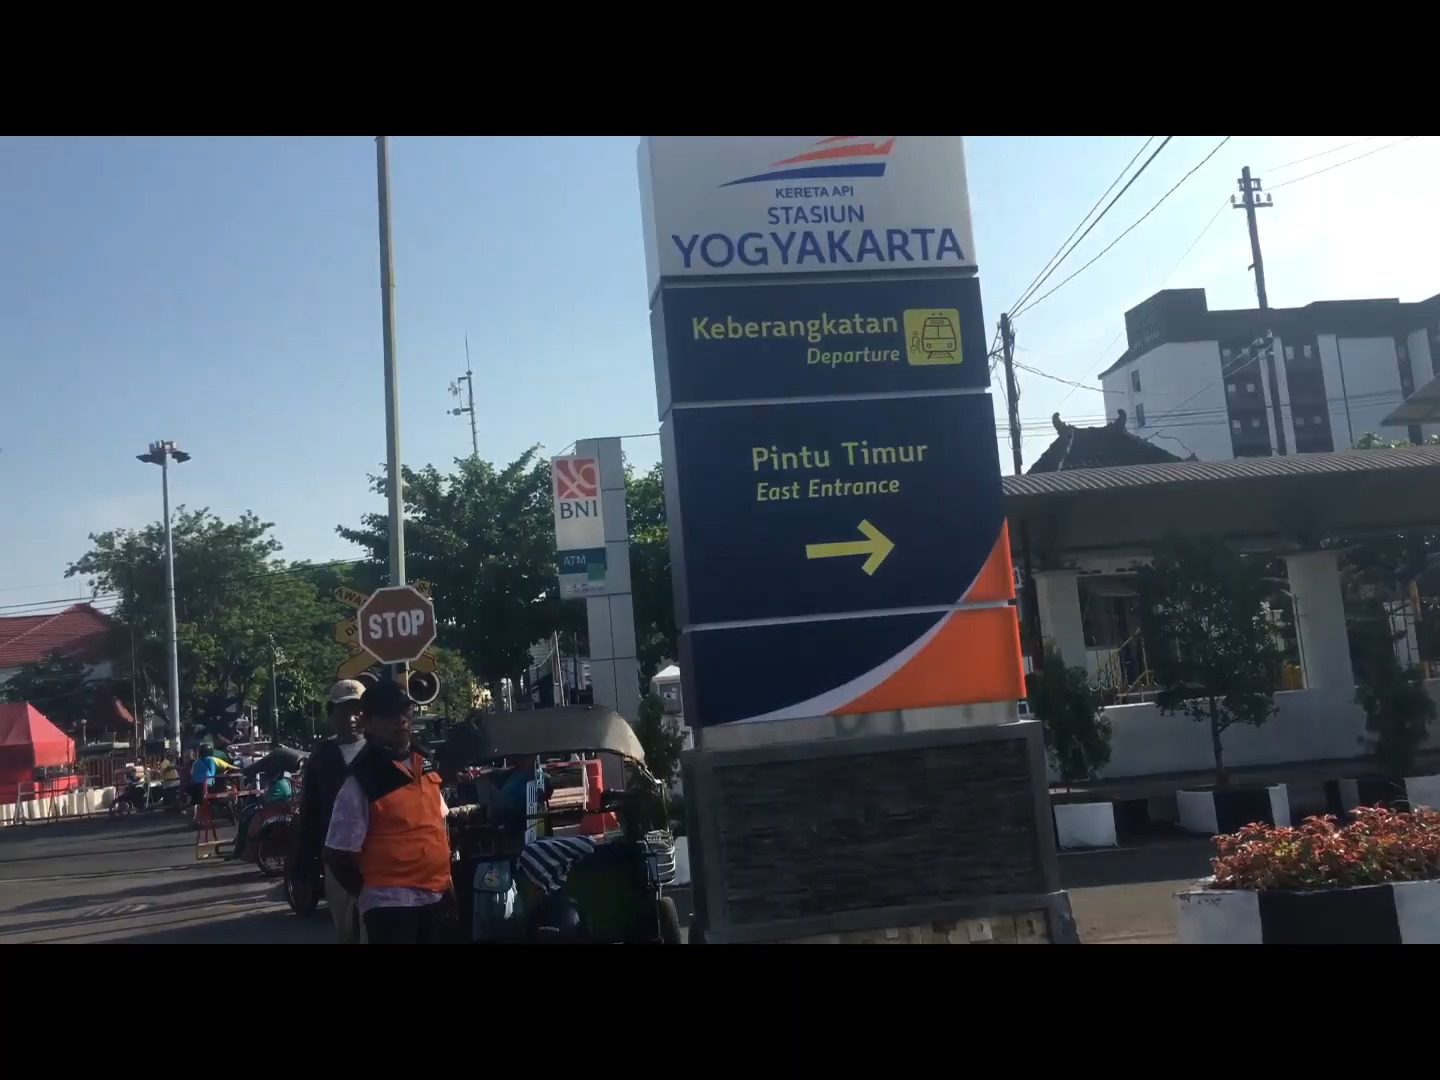 KERETA API
STASIUN
YOGYAKARTA
Keberangkatan
Departure
Pintu Timur
East Entrance
BNI
ATM
STOP